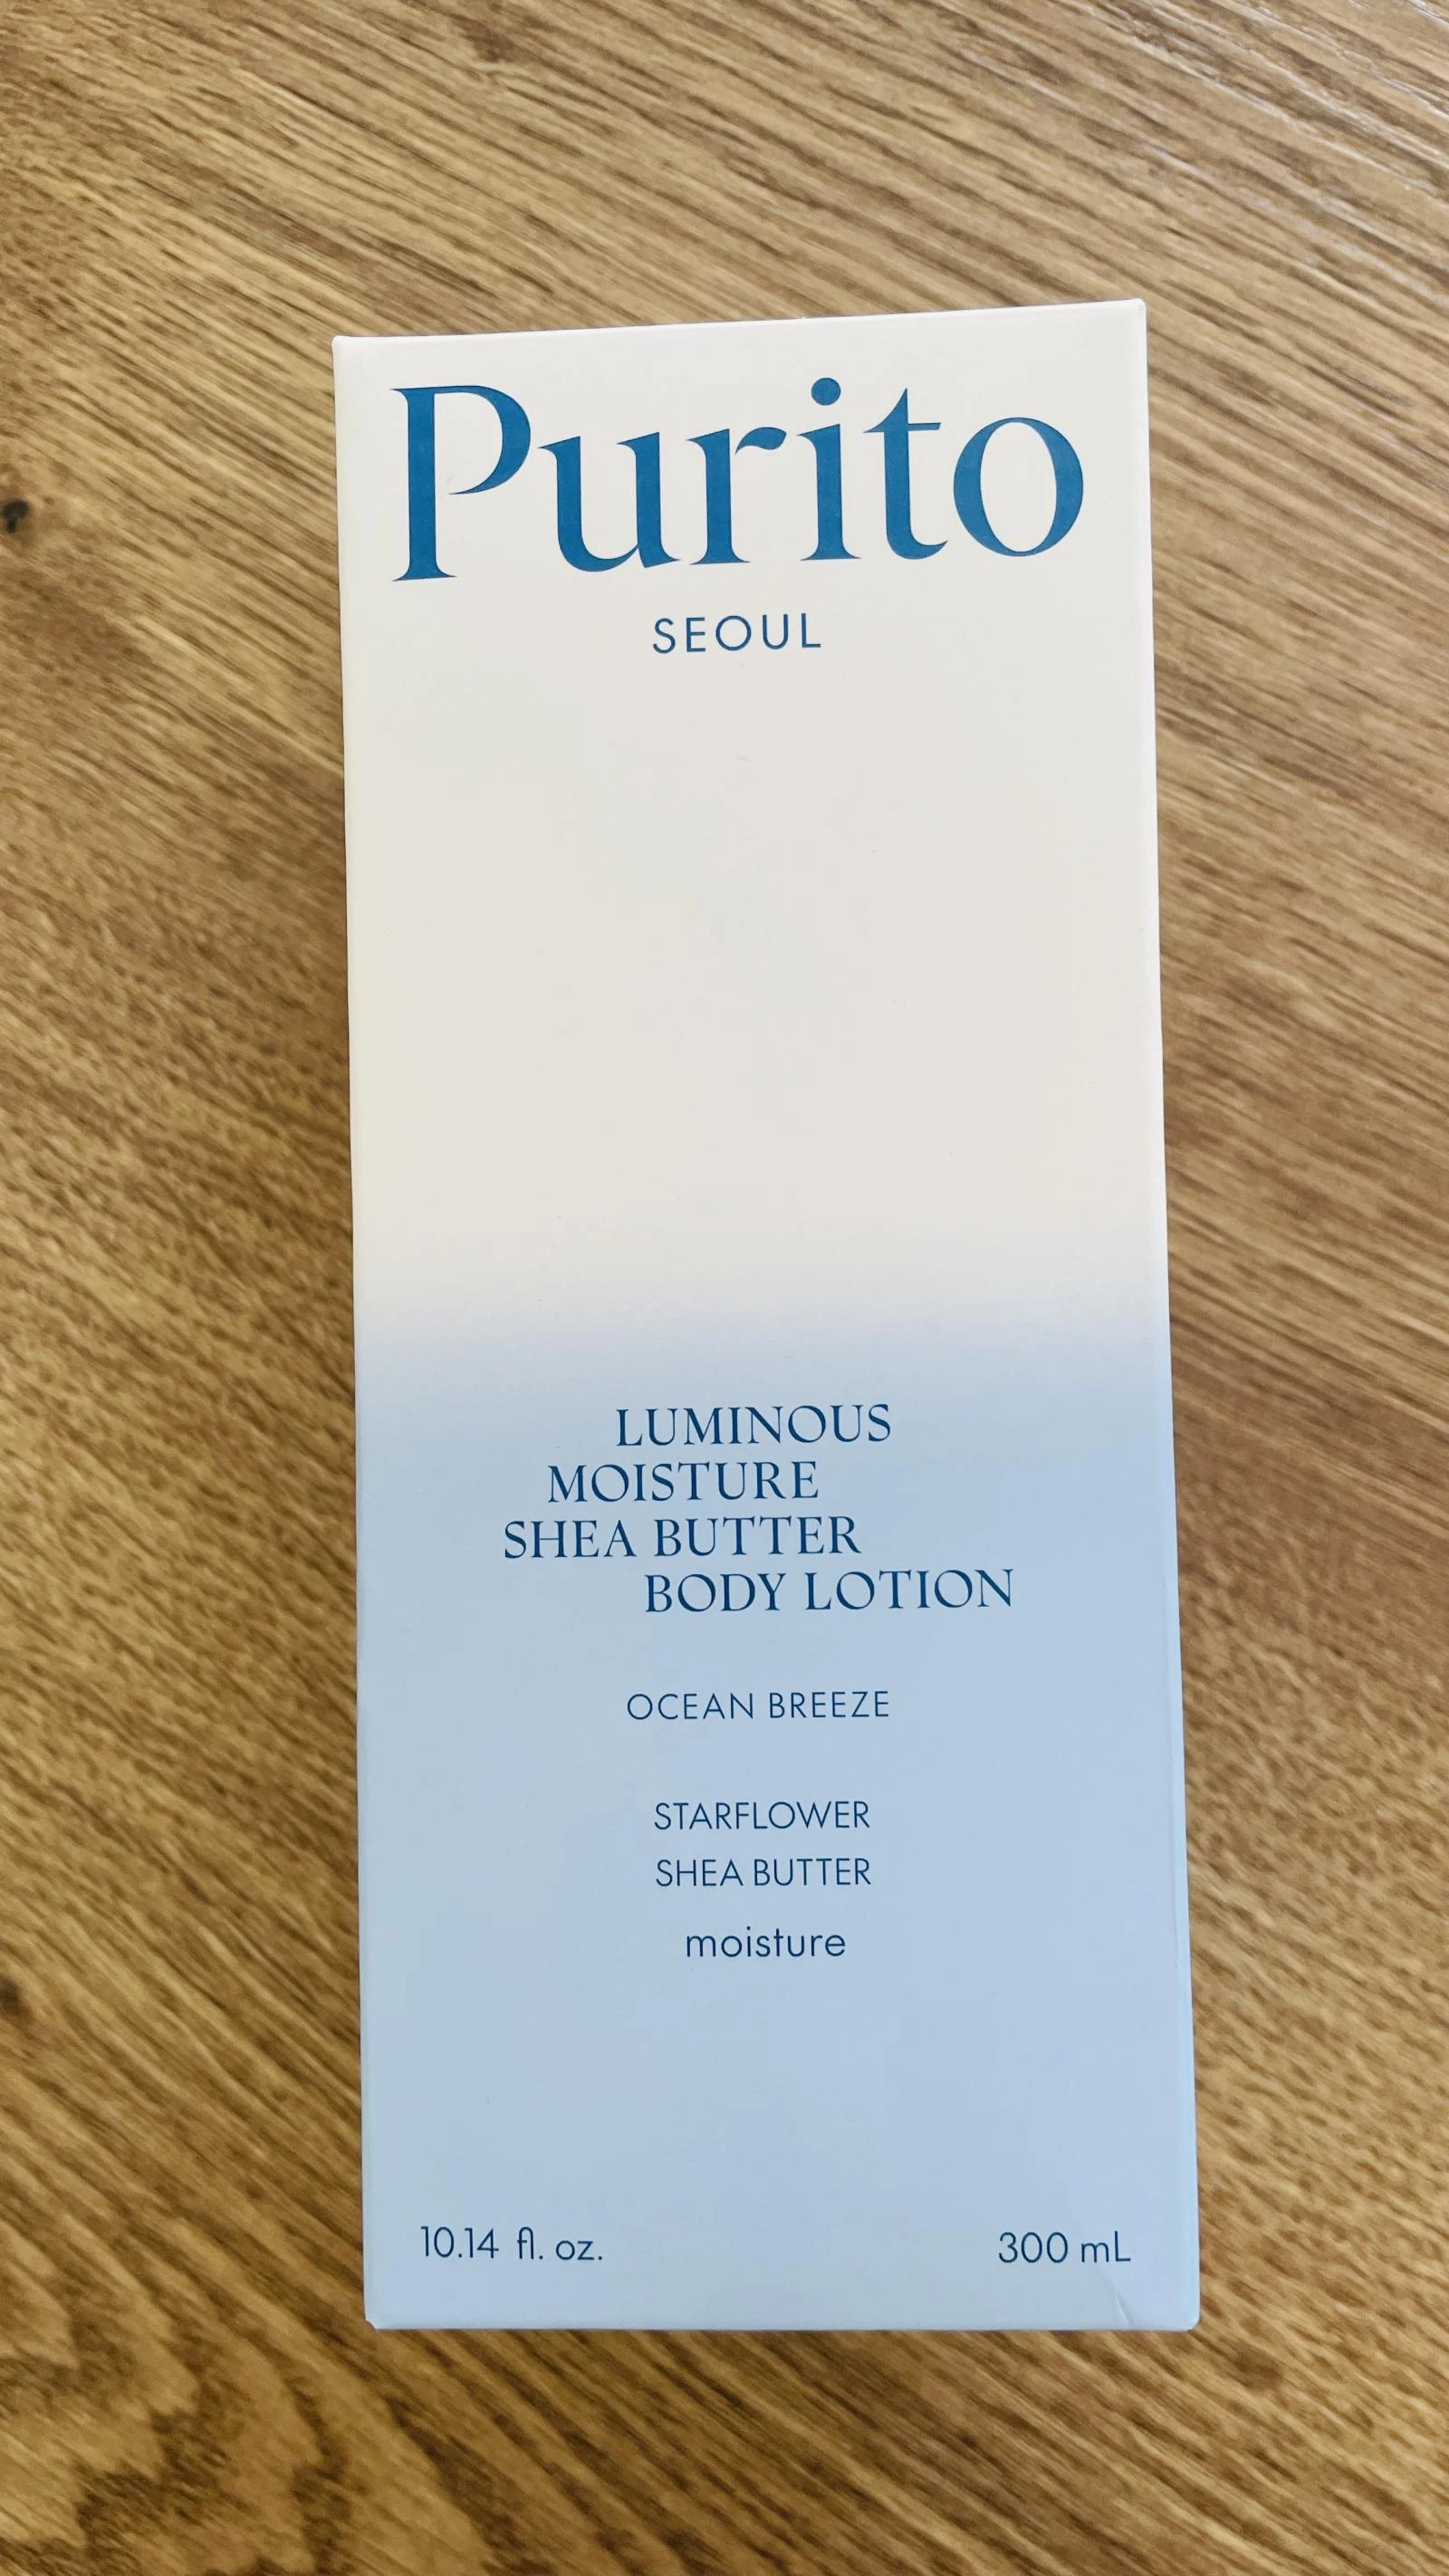 Purito
SEOUL
LUMINOUS
MOISTURE
SHEA BUTTER
BODY LOTION
OCEAN BREEZE
STARFLOWER
SHEA BUTTER
moisture
10.14 fl. oz. 300 mL